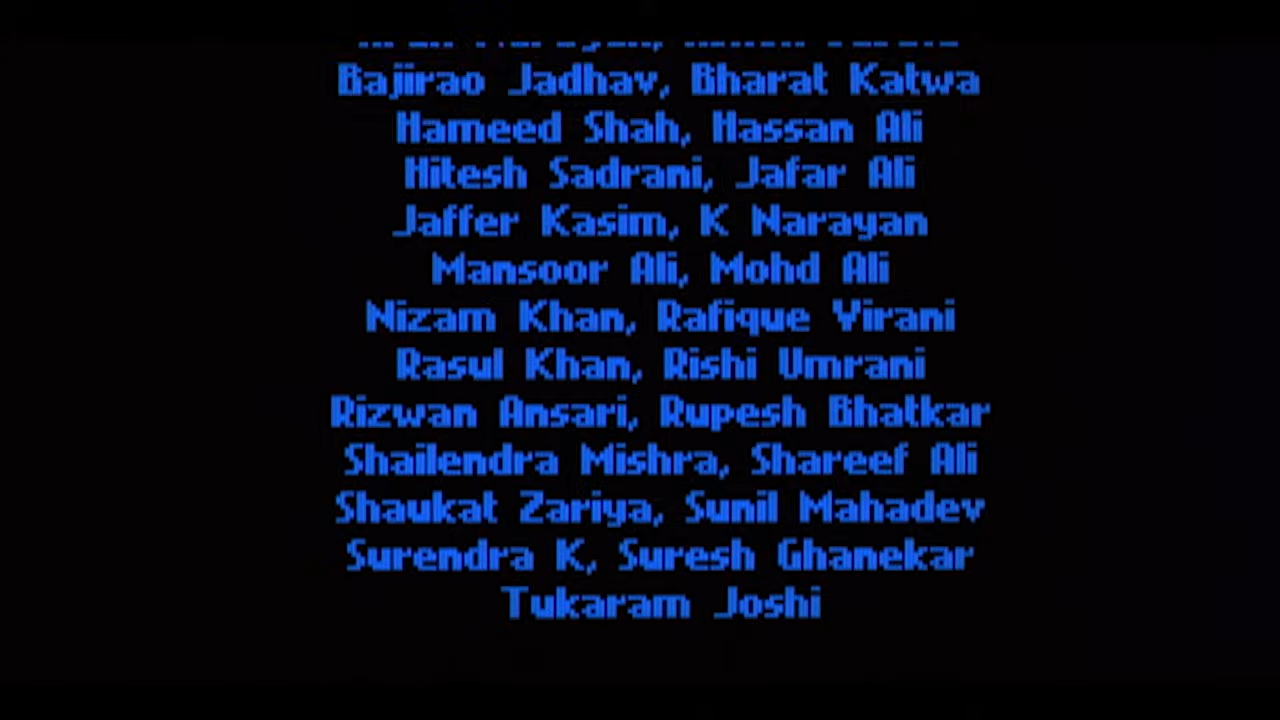 Bajirao Jadhav, Bharat Katwa
Hameed Shah, Hassan Ali
Hitesh Sadrani, Jafar Ali
Jaffer Kasim, K Narayan
Mansoor Ali, Mohd Ali
Nizam Khan, Rafique Virani
Rasul Khan, Rishi Umrani
Rizwan Ansari, Rupesh Bhatkar
Shailendra Mishra, Shareef Ali
Shaukat Zariya, Sunil Mahadev
Surendra K, Suresh Ghanekar
Tukaram Joshi